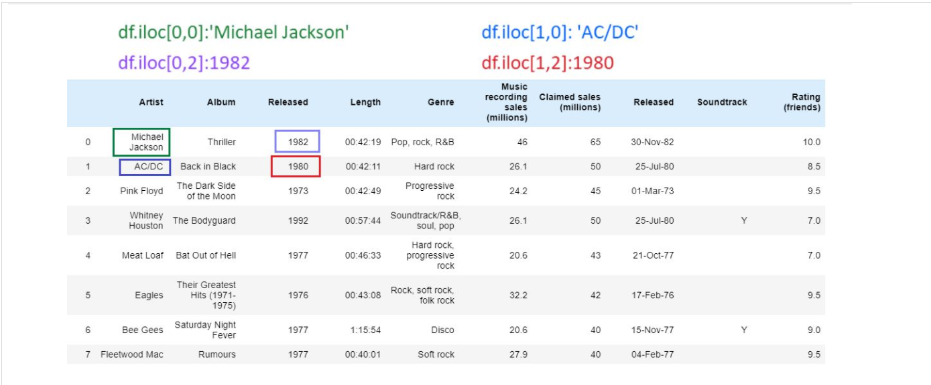 df.iloc[0,0]:'Michael Jackson' df.iloc[1,0]: 'AC/DC'
df.iloc[0,2]:1982 df.iloc[1,2]:1980
Artist Album Released Length Genre Music recording sales (millions) Claimed sales (millions) Released Soundtrack Rating (friends)
0 Michael Jackson Thriller 1982 00:42:19 Pop, rock, R&B 46 65 30-Nov-82 10.0
1 AC/DC Back in Black 1980 00:42:11 Hard rock 26.1 50 25-Jul-80 8.5
2 Pink Floyd The Dark Side of the Moon 1973 00:42:49 Progressive rock 24.2 45 01-Mar-73 9.5
3 Whitney Houston The Bodyguard 1992 00:57:44 Soundtrack/R&B, soul, pop 26.1 50 25-Jul-80 Y 7.0
4 Meat Loaf Bat Out of Hell 1977 00:46:33 Hard rock, progressive rock 20.6 43 21-Oct-77 7.0
5 Eagles Their Greatest Hits (1971-1975) 1976 00:43:08 Rock, soft rock, folk rock 32.2 42 17-Feb-76 9.5
6 Bee Gees Saturday Night Fever 1977 1:15:54 Disco 20.6 40 15-Nov-77 Y 9.0
7 Fleetwood Mac Rumours 1977 00:40:01 Soft rock 27.9 40 04-Feb-77 9.5